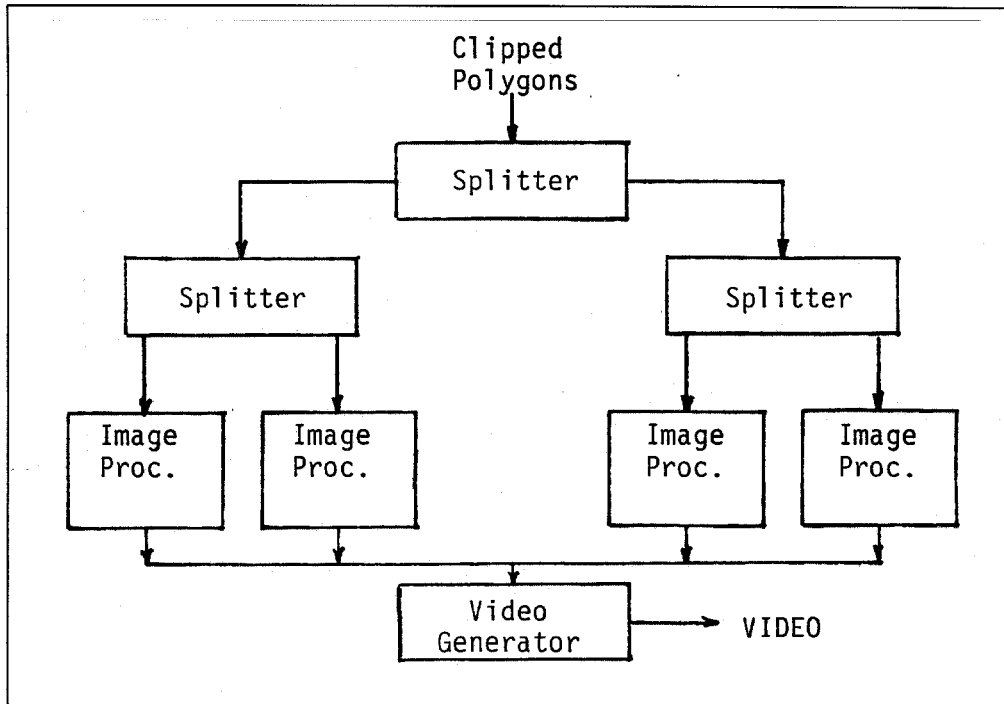 Clipped
Polygons
Splitter
Splitter
Splitter
Image
Proc.
Image
Proc.
Image
Proc.
Image
Proc.
Video
Generator
VIDEO